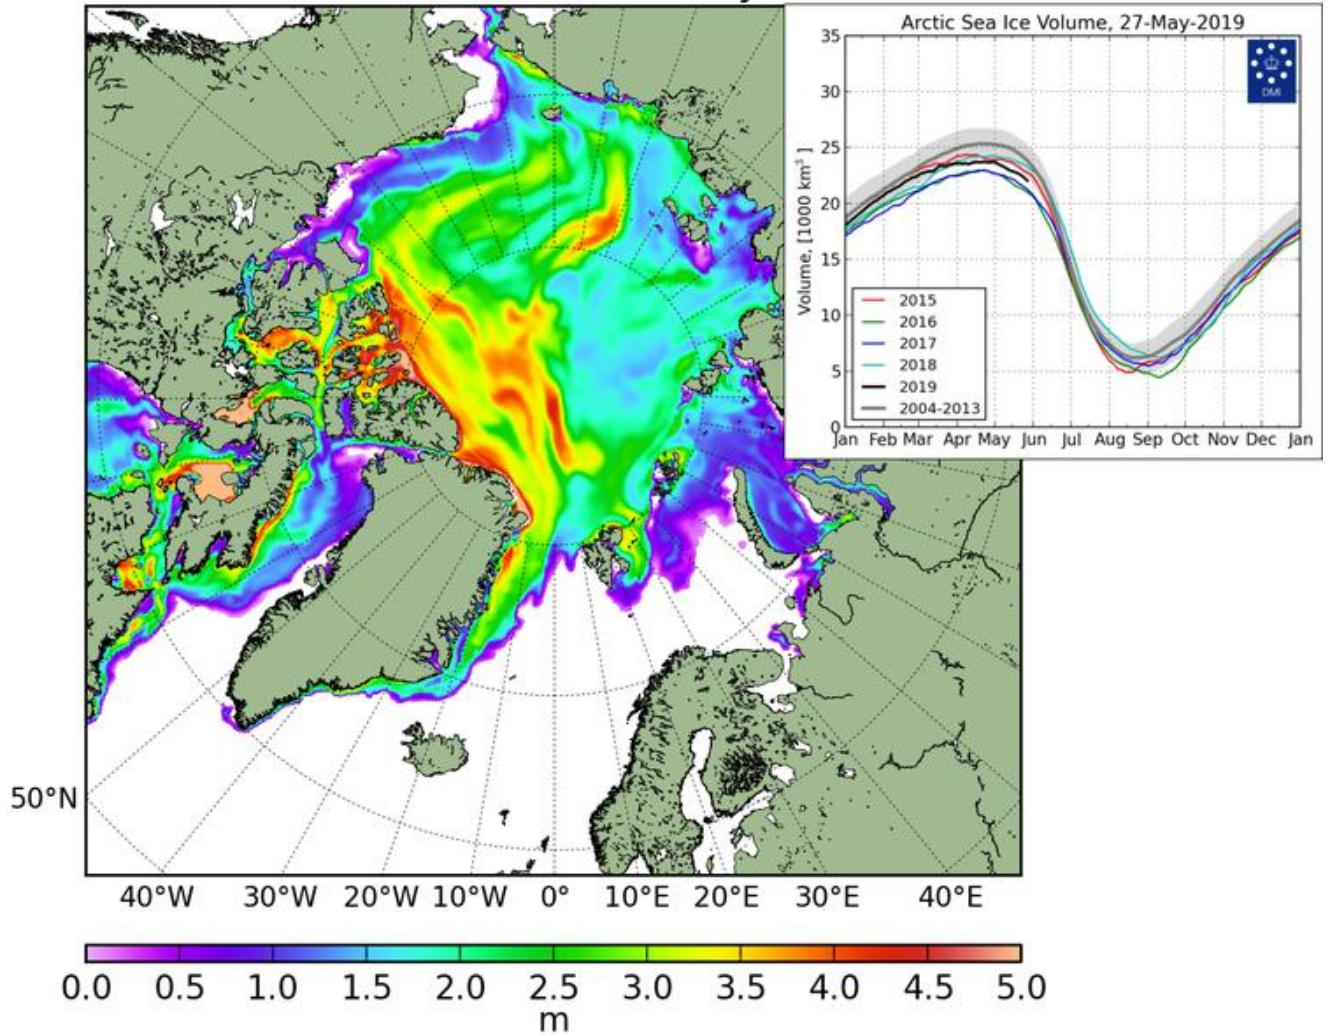 Arctic Sea Ice Volume, 27-May-2019
DMI
Volume, [1000 km³ ]
35
30
25
20
15
10
5
0
2015
2016
2017
2018
2019
2004-2013
Jan Feb Mar Apr May Jun Jul Aug Sep Oct Nov Dec Jan
50°N
40°W 30°W 20°W 10°W 0° 10°E 20°E 30°E 40°E
0.0 0.5 1.0 1.5 2.0 2.5 3.0 3.5 4.0 4.5 5.0
m